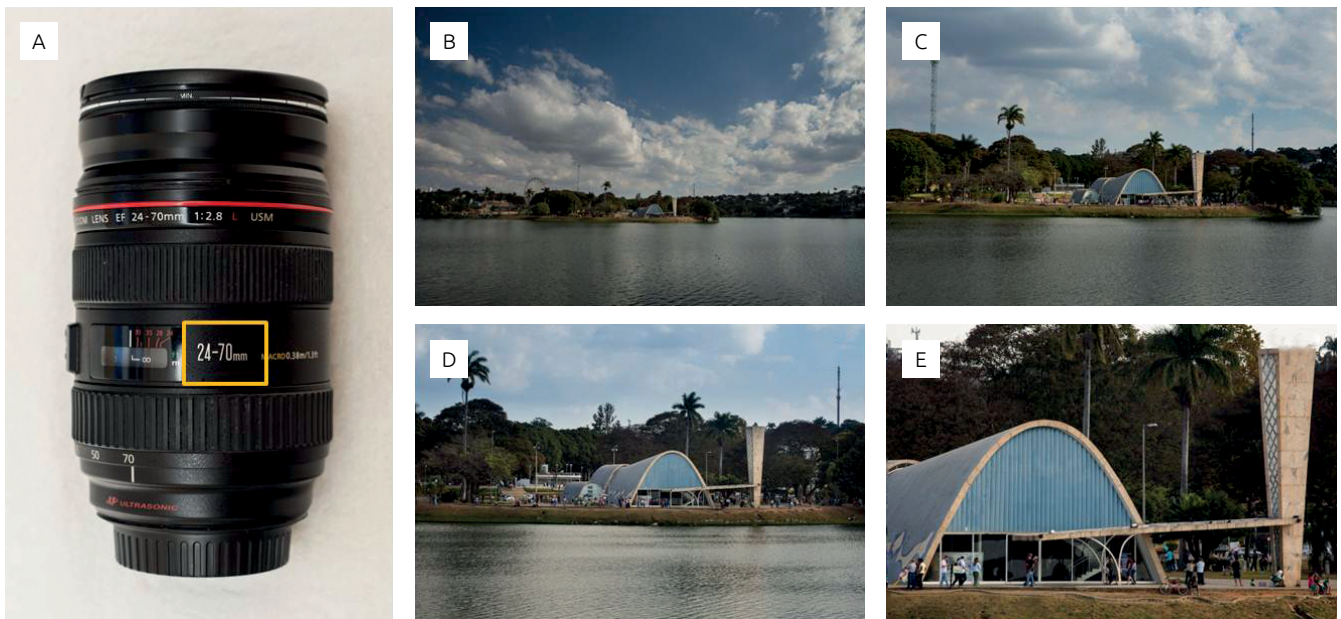 A
B
C
MIN.
ZOOM LENS EF 24-70mm 1:2.8 L USM
24-70mm MACRO 0.38m/1.3ft
∞
D
E
50 70
ULTRASONIC